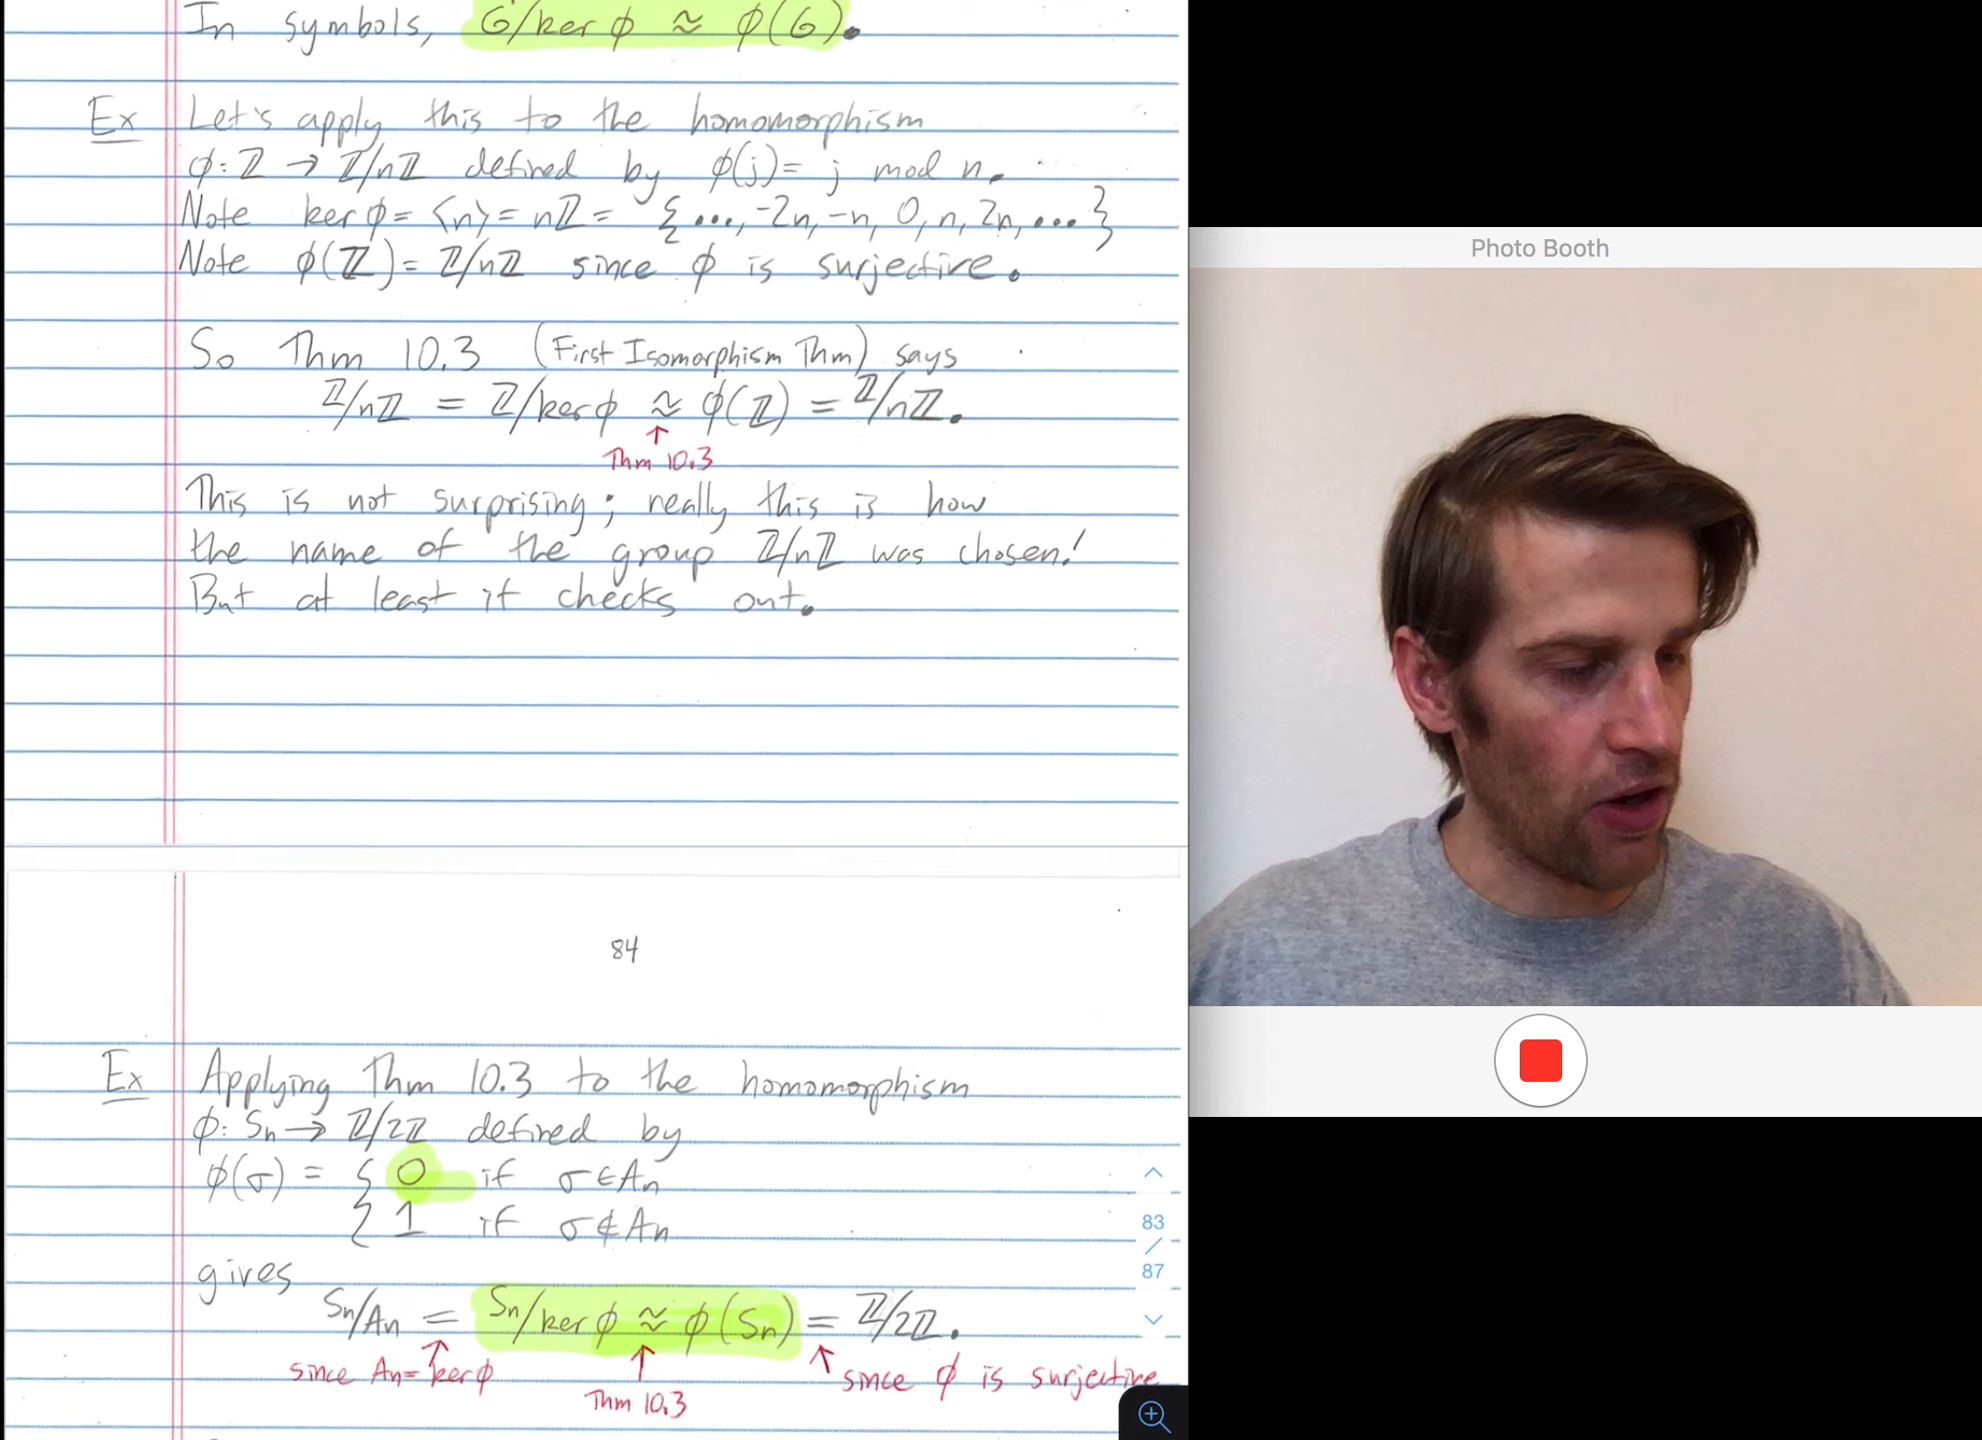 In symbols, G/ker ϕ ≈ ϕ(G).
Ex Let's apply this to the homomorphism
ϕ: ℤ → ℤ/nℤ defined by ϕ(j) = j mod n.
Note ker ϕ = ⟨n⟩ = nℤ = {..., -2n, -n, 0, n, 2n, ...}
Note ϕ(ℤ) = ℤ/nℤ since ϕ is surjective.
So Thm 10.3 (First Isomorphism Thm) says
ℤ/nℤ = ℤ/ker ϕ ≈ ϕ(ℤ) = ℤ/nℤ.
↑
Thm 10.3
This is not surprising; really this is how
the name of the group ℤ/nℤ was chosen!
But at least it checks out.
84
Ex Applying Thm 10.3 to the homomorphism
ϕ: Sn → ℤ/2ℤ defined by
ϕ(σ) = { 0 if σ ∈ An
1 if σ ∉ An
gives
Sn/An = Sn/ker ϕ ≈ ϕ(Sn) = ℤ/2ℤ.
↑ ↑ ↑
since An = ker ϕ
Thm 10.3
since ϕ is surjective
Photo Booth
83
/
87